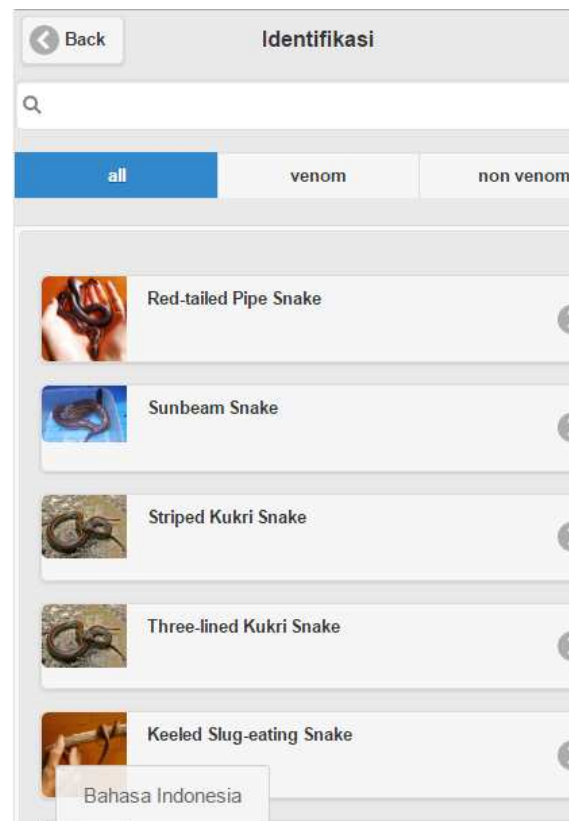 Back
Identifikasi
all
venom
non venom
Red-tailed Pipe Snake
Sunbeam Snake
Striped Kukri Snake
Three-lined Kukri Snake
Keeled Slug-eating Snake
Bahasa Indonesia